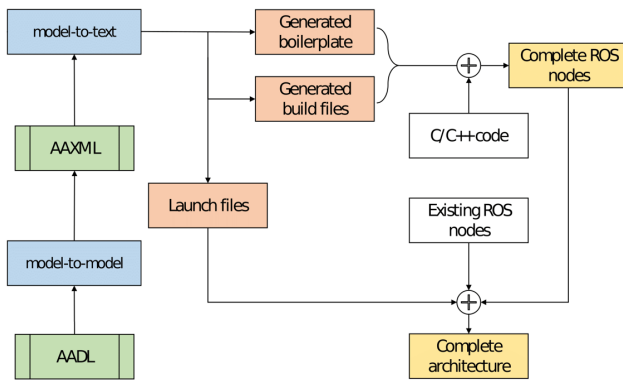 model-to-text
Generated
boilerplate
Complete ROS
nodes
Generated
build files
C/C++code
AAXML
Launch files
Existing ROS
nodes
model-to-model
AADL
Complete
architecture